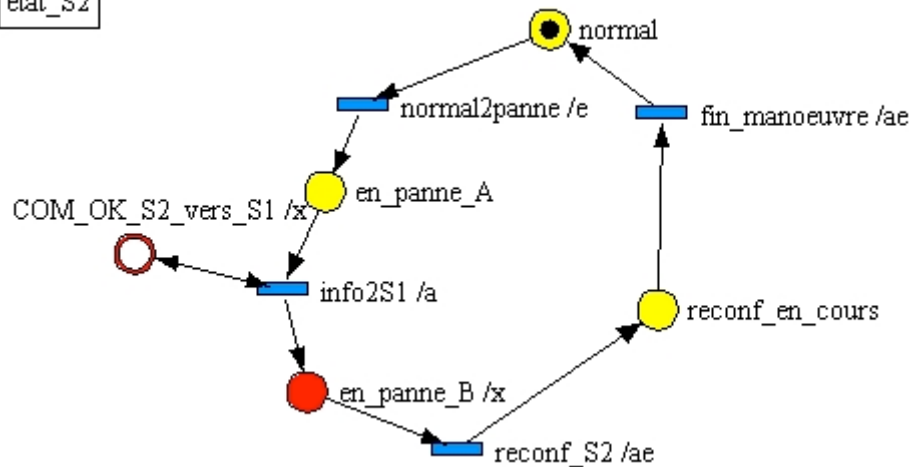 etat_S2
normal
normal2panne /e
fin_manoeuvre /ae
en_panne_A
COM_OK_S2_vers_S1 /x
info2S1 /a
reconf_en_cours
en_panne_B /x
reconf_S2 /ae